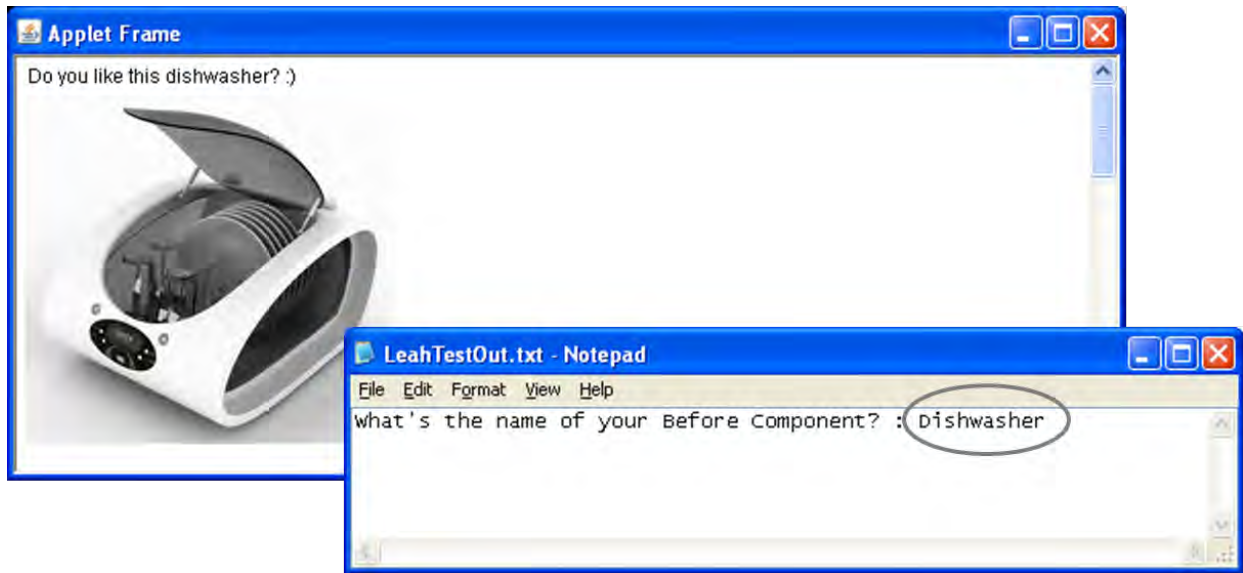 Applet Frame
Do you like this dishwasher? :)
LeahTestOut.txt - Notepad
File Edit Format View Help
What's the name of your Before Component? : Dishwasher